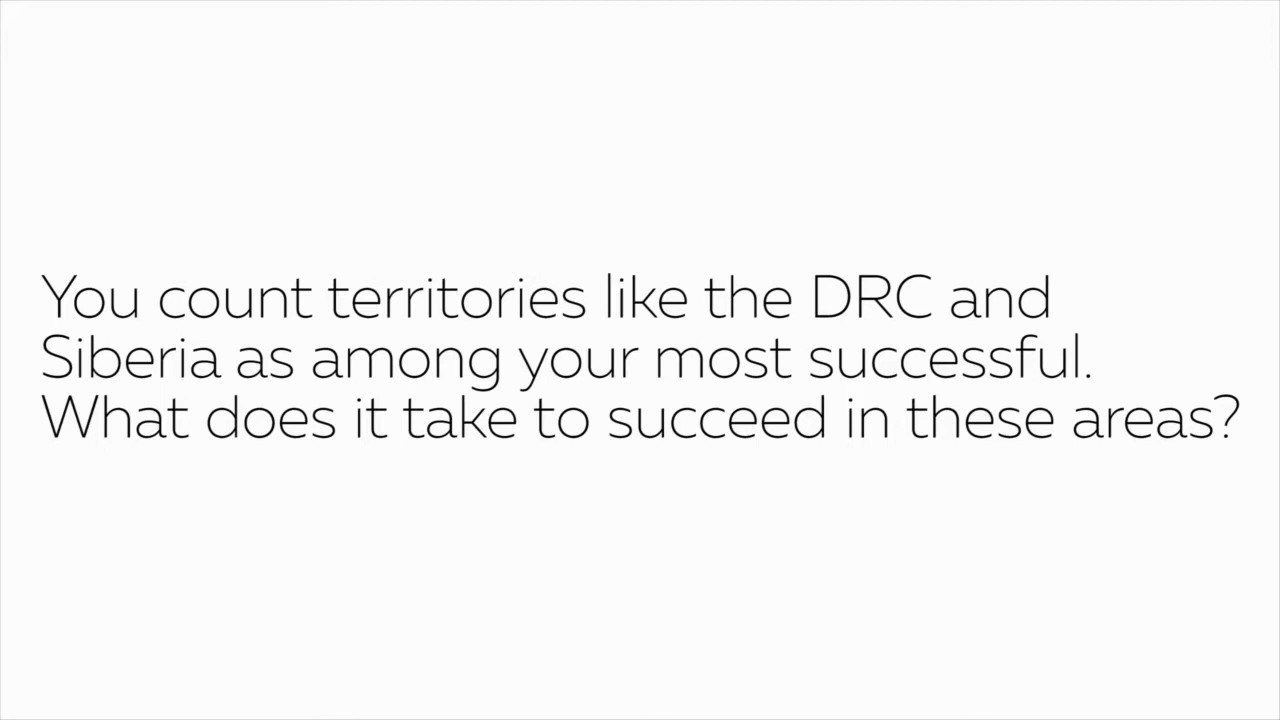 You count territories like the DRC and
Siberia as among your most successful.
What does it take to succeed in these areas?